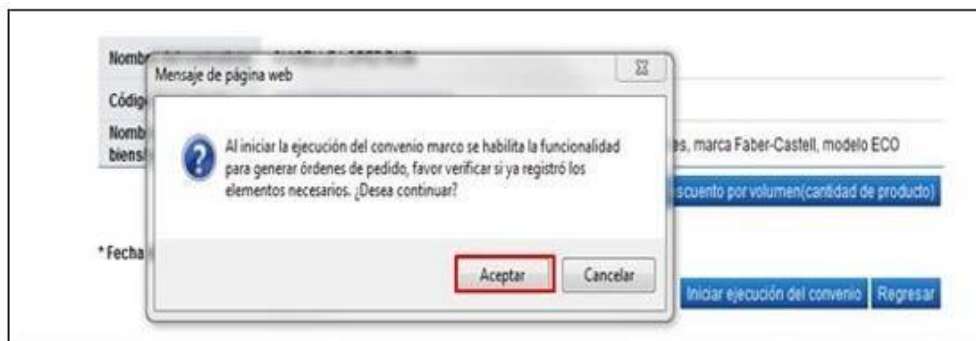 Nomb
Mensaje de página web
Códig
Nomb
biens/
Al iniciar la ejecución del convenio marco se habilita la funcionalidad
para generar órdenes de pedido, favor verificar si ya registró los
elementos necesarios. ¿Desea continuar?
es, marca Faber-Castell, modelo ECO
scuento por volumen(cantidad de producto)
* Fecha
Aceptar Cancelar
Iniciar ejecución del convenio Regresar